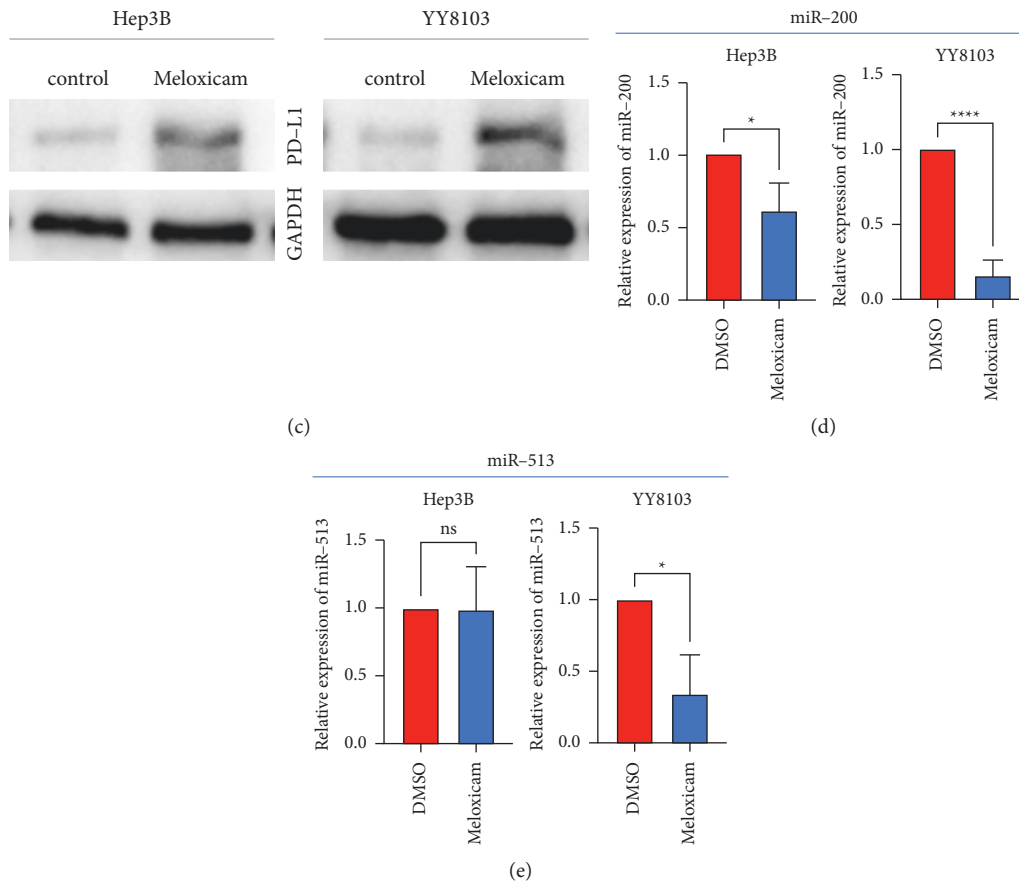 Hep3B
YY8103
control Meloxicam
control Meloxicam
PD–L1
GAPDH
(c)
miR–200
Hep3B
Relative expression of miR–200
1.5
1.0
0.5
0.0
*
DMSO
Meloxicam
YY8103
Relative expression of miR–200
1.5
1.0
0.5
0.0
****
DMSO
Meloxicam
(d)
miR–513
Hep3B
Relative expression of miR–513
1.5
1.0
0.5
0.0
ns
DMSO
Meloxicam
YY8103
Relative expression of miR–513
1.5
1.0
0.5
0.0
*
DMSO
Meloxicam
(e)